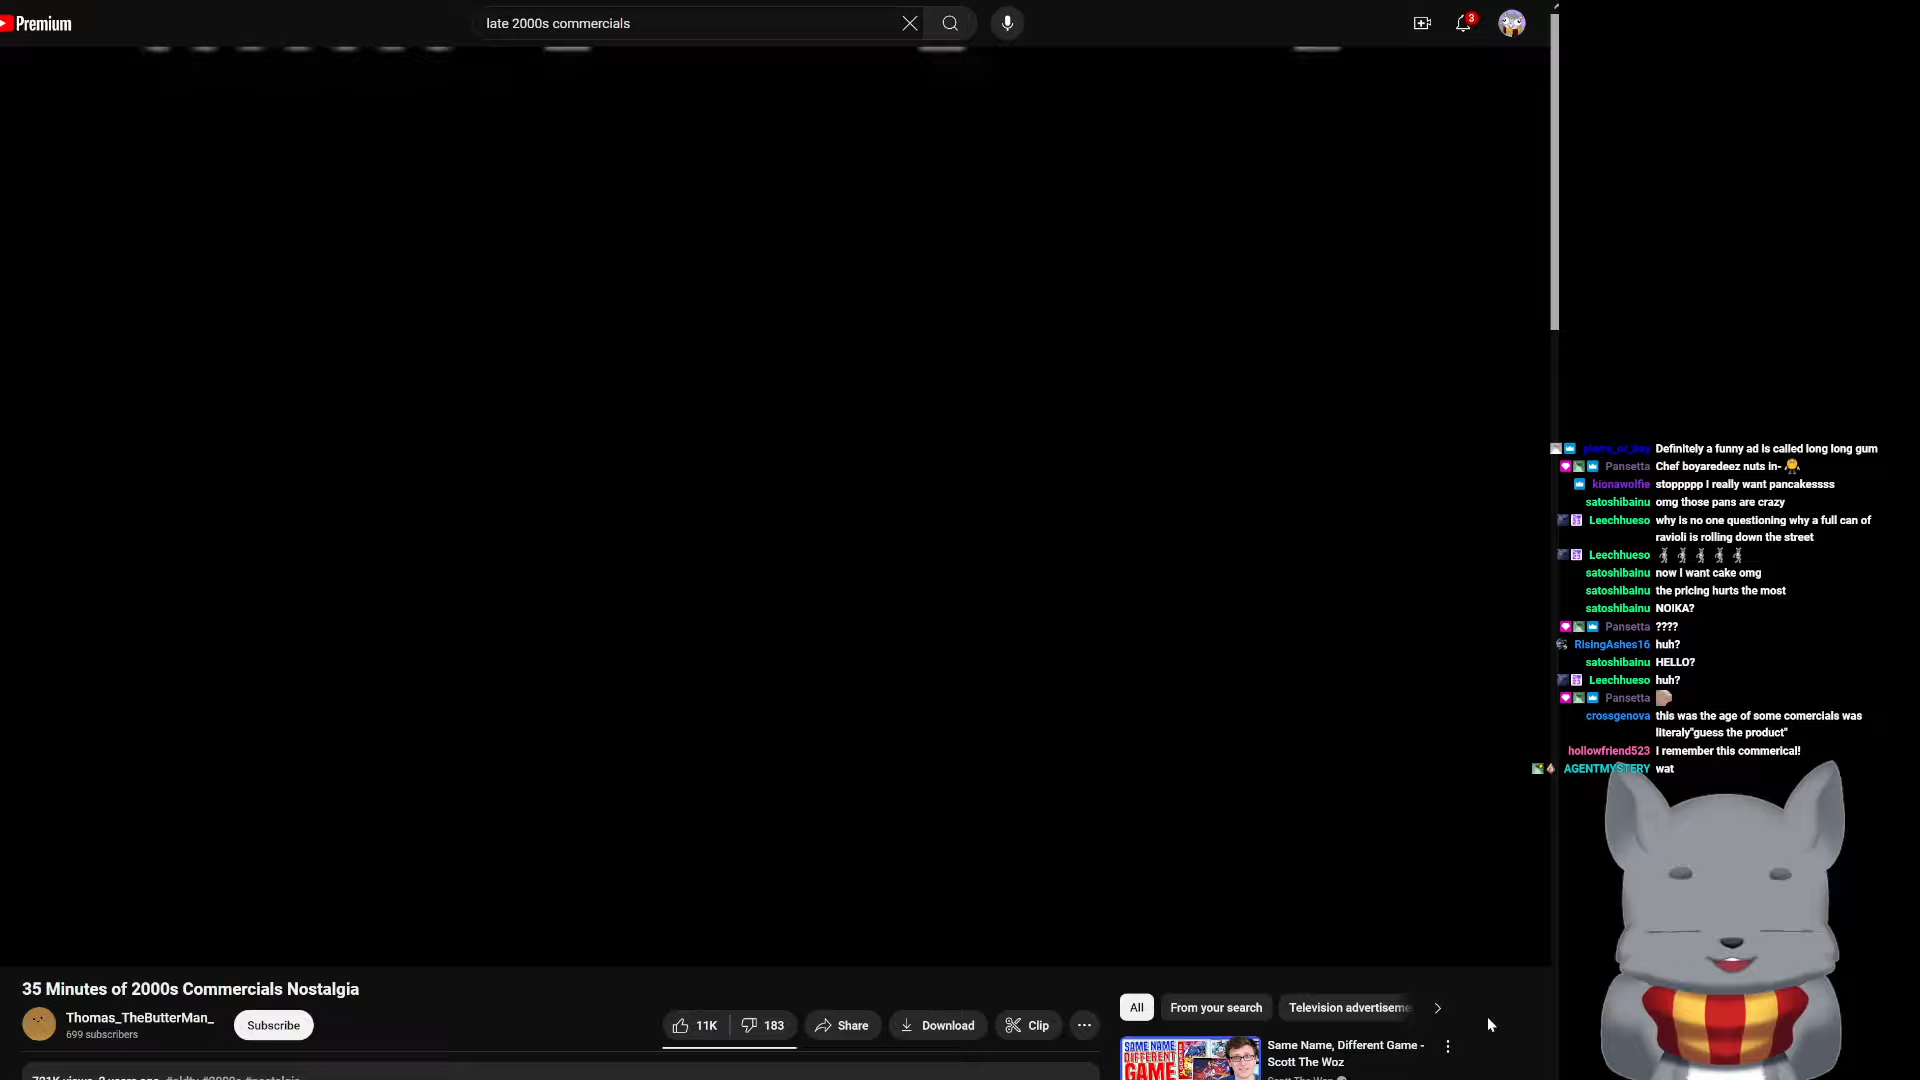 Premium
late 2000s commercials
3
Definitely a funny ad is called long long gum
Pansetta Chef boyaredeez nuts in-
kionawolfie stoppppp I really want pancakessss
satoshibainu omg those pans are crazy
Leechhueso why is no one questioning why a full can of
ravioli is rolling down the street
Leechhueso
satoshibainu now I want cake omg
satoshibainu the pricing hurts the most
satoshibainu NOIKA?
Pansetta ????
RisingAshes16 huh?
satoshibainu HELLO?
Leechhueso huh?
Pansetta
crossgenova this was the age of some comercials was
literaly"guess the product"
hollowfriend523 I remember this commerical!
AGENTMYSTERY wat
35 Minutes of 2000s Commercials Nostalgia
Thomas_TheButterMan_
699 subscribers
Subscribe
11K
183
Share
Download
Clip
All
From your search
Television advertiseme
SAME NAME
DIFFERENT
GAME
Same Name, Different Game -
Scott The Woz